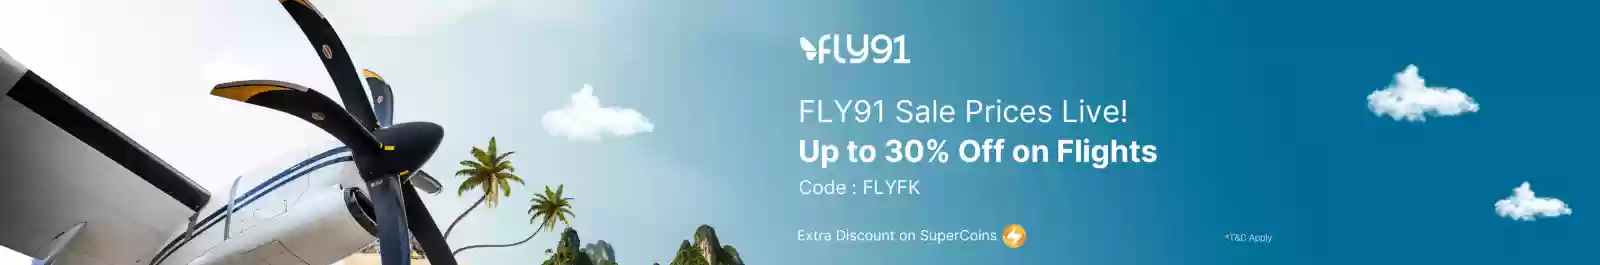 FLY91
FLY91 Sale Prices Live!
Up to 30% Off on Flights
Code : FLYFK
Extra Discount on SuperCoins
*T&C Apply